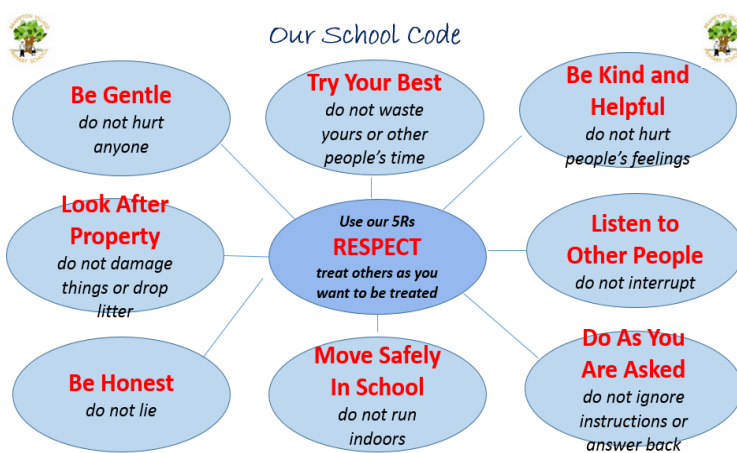 Our School Code
Be Gentle
do not hurt
anyone
Try Your Best
do not waste
yours or other
people's time
Be Kind and
Helpful
do not hurt
people's feelings
Look After
Property
do not damage
things or drop
litter
Use our 5Rs
RESPECT
treat others as you
want to be treated
Listen to
Other People
do not interrupt
Be Honest
do not lie
Move Safely
In School
do not run
indoors
Do As You
Are Asked
do not ignore
instructions or
answer back